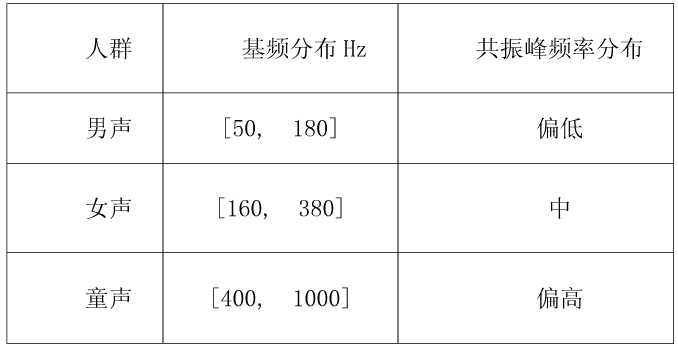 人群 基频分布 Hz 共振峰频率分布
男声 [50, 180] 偏低
女声 [160, 380] 中
童声 [400, 1000] 偏高